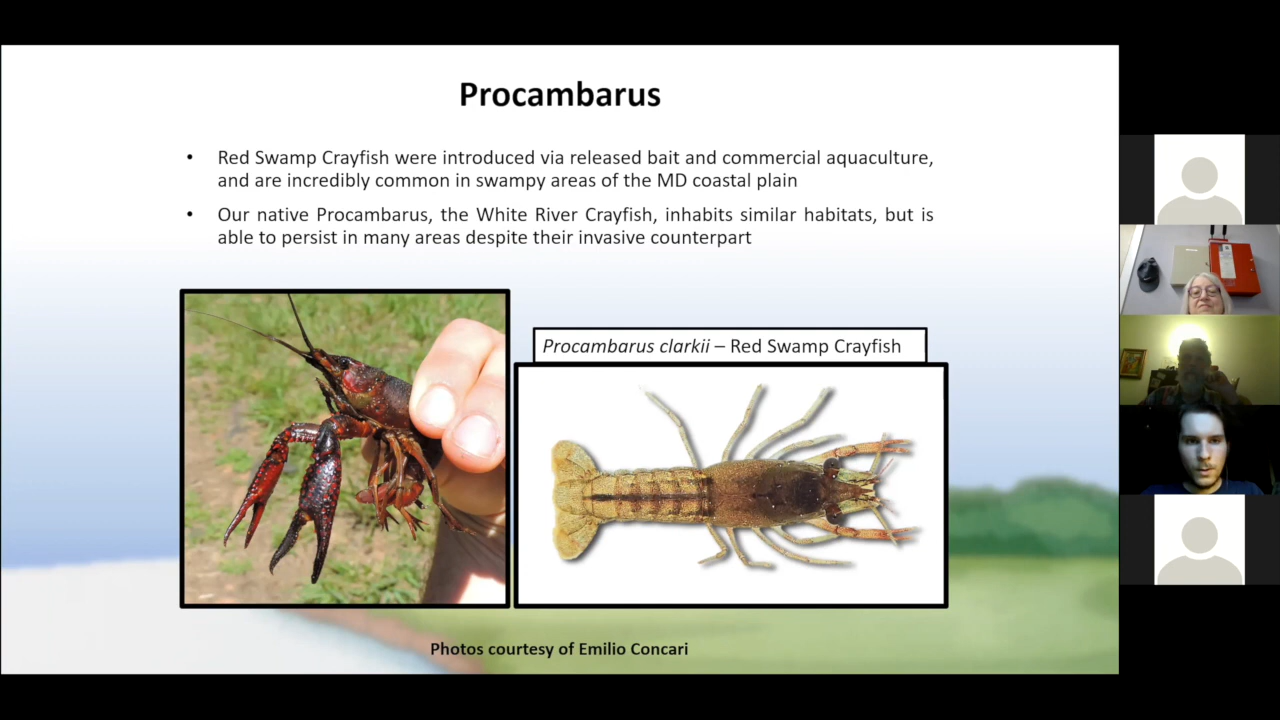 Procambarus
• Red Swamp Crayfish were introduced via released bait and commercial aquaculture,
and are incredibly common in swampy areas of the MD coastal plain
• Our native Procambarus, the White River Crayfish, inhabits similar habitats, but is
able to persist in many areas despite their invasive counterpart
Procambarus clarkii – Red Swamp Crayfish
Photos courtesy of Emilio Concari